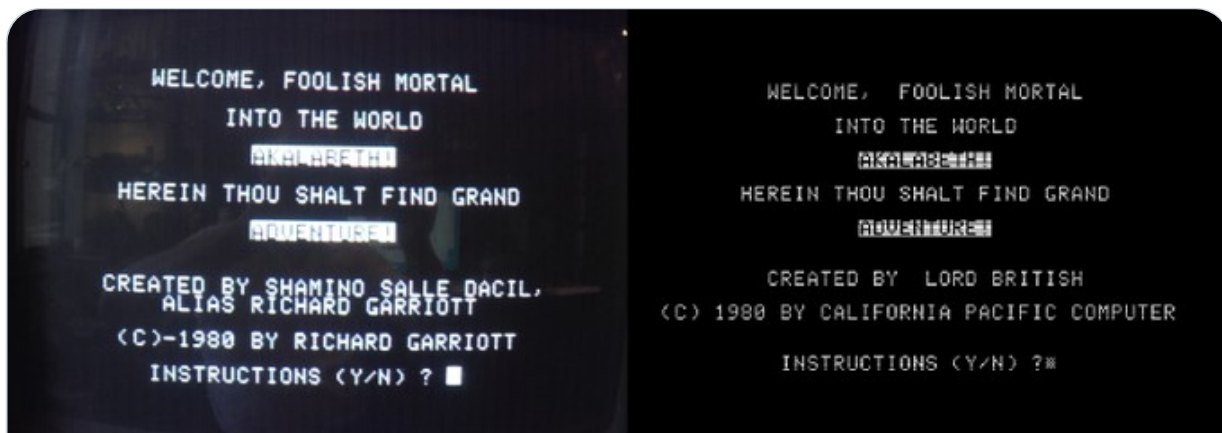 WELCOME, FOOLISH MORTAL
INTO THE WORLD
AKALABETH!
HEREIN THOU SHALT FIND GRAND
ADVENTURE!
CREATED BY SHAMINO SALLE DACIL,
ALIAS RICHARD GARRIOTT
(C)-1980 BY RICHARD GARRIOTT
INSTRUCTIONS (Y/N) ?
WELCOME, FOOLISH MORTAL
INTO THE WORLD
AKALABETH!
HEREIN THOU SHALT FIND GRAND
ADVENTURE!
CREATED BY LORD BRITISH
(C) 1980 BY CALIFORNIA PACIFIC COMPUTER
INSTRUCTIONS (Y/N) ?※